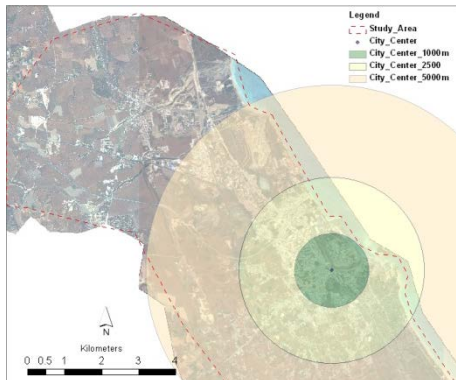 Legend
Study_Area
City_Center
City_Center_1000m
City_Center_2500
City_Center_5000m
N
Kilometers
0 0.5 1 2 3 4